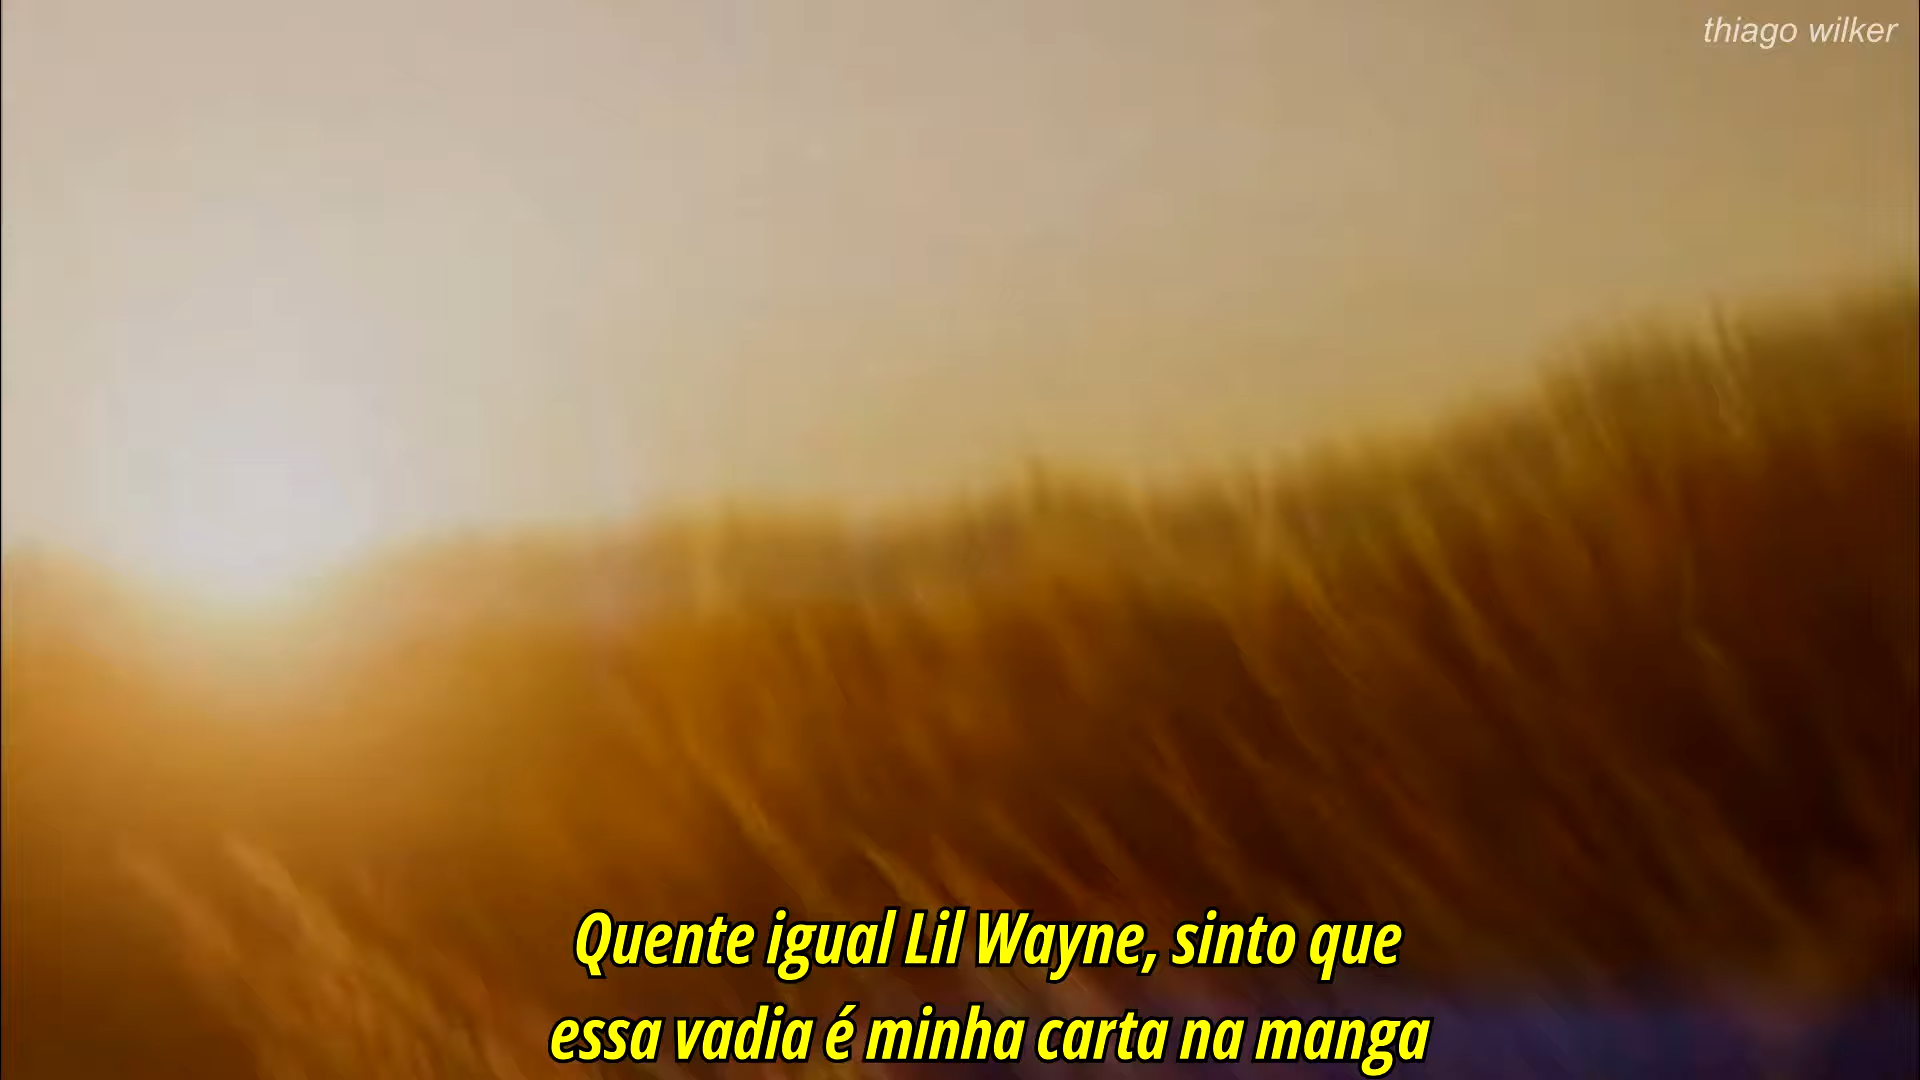 thiago wilker
Quente igual Lil Wayne, sinto que
essa vadia é minha carta na manga